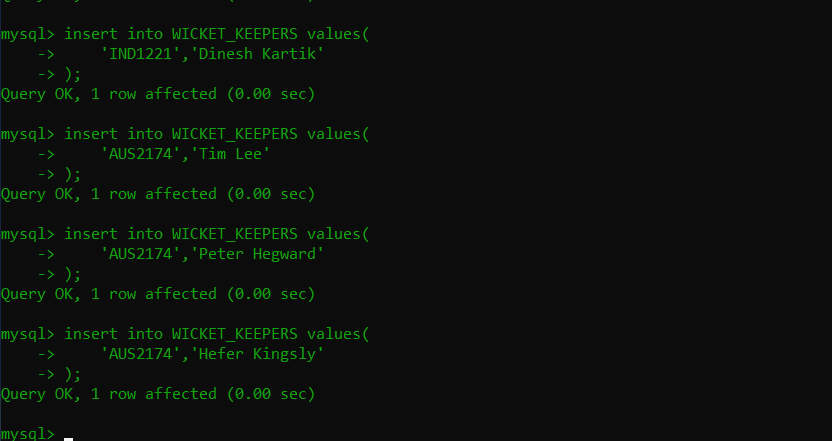 mysql> insert into WICKET_KEEPERS values(
    ->     'IND1221','Dinesh Kartik'
    -> );
Query OK, 1 row affected (0.00 sec)
mysql> insert into WICKET_KEEPERS values(
    ->     'AUS2174','Tim Lee'
    -> );
Query OK, 1 row affected (0.00 sec)
mysql> insert into WICKET_KEEPERS values(
    ->     'AUS2174','Peter Hegward'
    -> );
Query OK, 1 row affected (0.00 sec)
mysql> insert into WICKET_KEEPERS values(
    ->     'AUS2174','Hefer Kingsly'
    -> );
Query OK, 1 row affected (0.00 sec)
mysql>